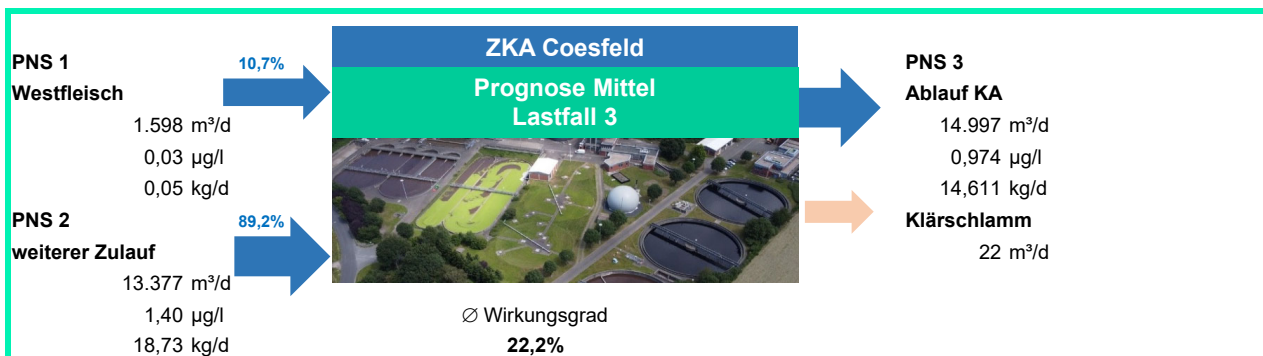 PNS 1
Westfleisch
10,7%
1.598 m³/d
0,03 µg/l
0,05 kg/d
PNS 2
weiterer Zulauf
89,2%
13.377 m³/d
1,40 µg/l
18,73 kg/d
ZKA Coesfeld
Prognose Mittel
Lastfall 3
∅ Wirkungsgrad
22,2%
PNS 3
Ablauf KA
14.997 m³/d
0,974 µg/l
14,611 kg/d
Klärschlamm
22 m³/d